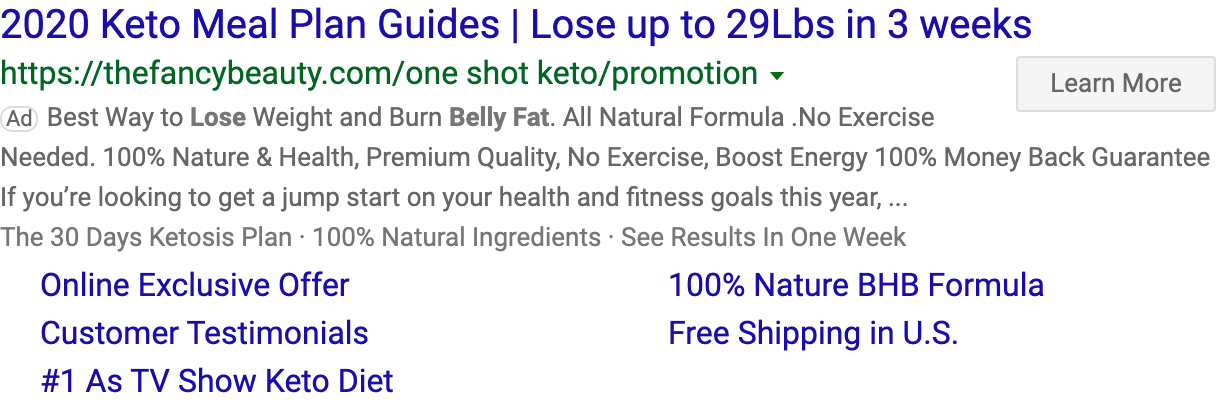 2020 Keto Meal Plan Guides | Lose up to 29Lbs in 3 weeks
https://thefancybeauty.com/one shot keto/promotion
Learn More
Ad Best Way to Lose Weight and Burn Belly Fat. All Natural Formula .No Exercise
Needed. 100% Nature & Health, Premium Quality, No Exercise, Boost Energy 100% Money Back Guarantee
If you’re looking to get a jump start on your health and fitness goals this year, ...
The 30 Days Ketosis Plan · 100% Natural Ingredients · See Results In One Week
Online Exclusive Offer
100% Nature BHB Formula
Customer Testimonials
Free Shipping in U.S.
#1 As TV Show Keto Diet